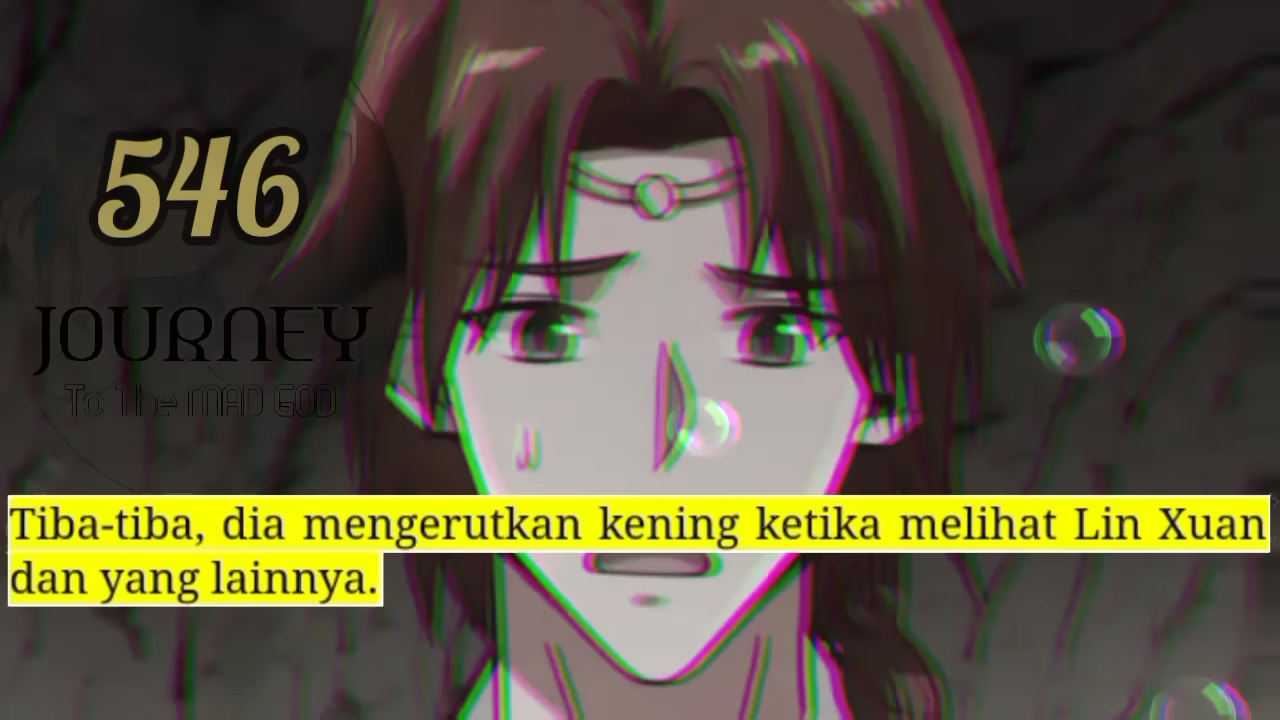 546
JOURNEY
To The MAD GOD
Tiba-tiba, dia mengerutkan kening ketika melihat Lin Xuan
dan yang lainnya.